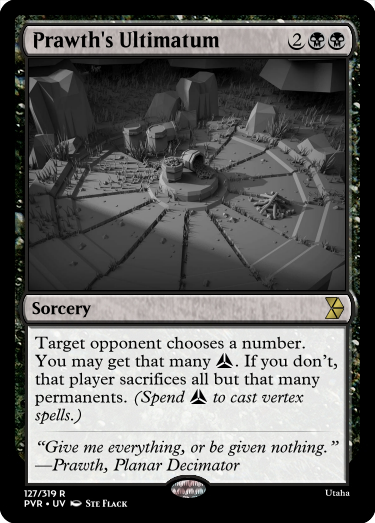 Prawth's Ultimatum 2
Sorcery
Target opponent chooses a number.
You may get that many . If you don't,
that player sacrifices all but that many
permanents. (Spend to cast vertex
spells.)
“Give me everything, or be given nothing.”
—Prawth, Planar Decimator
127/319 R
PVR • UV Ste Flack
Utaha